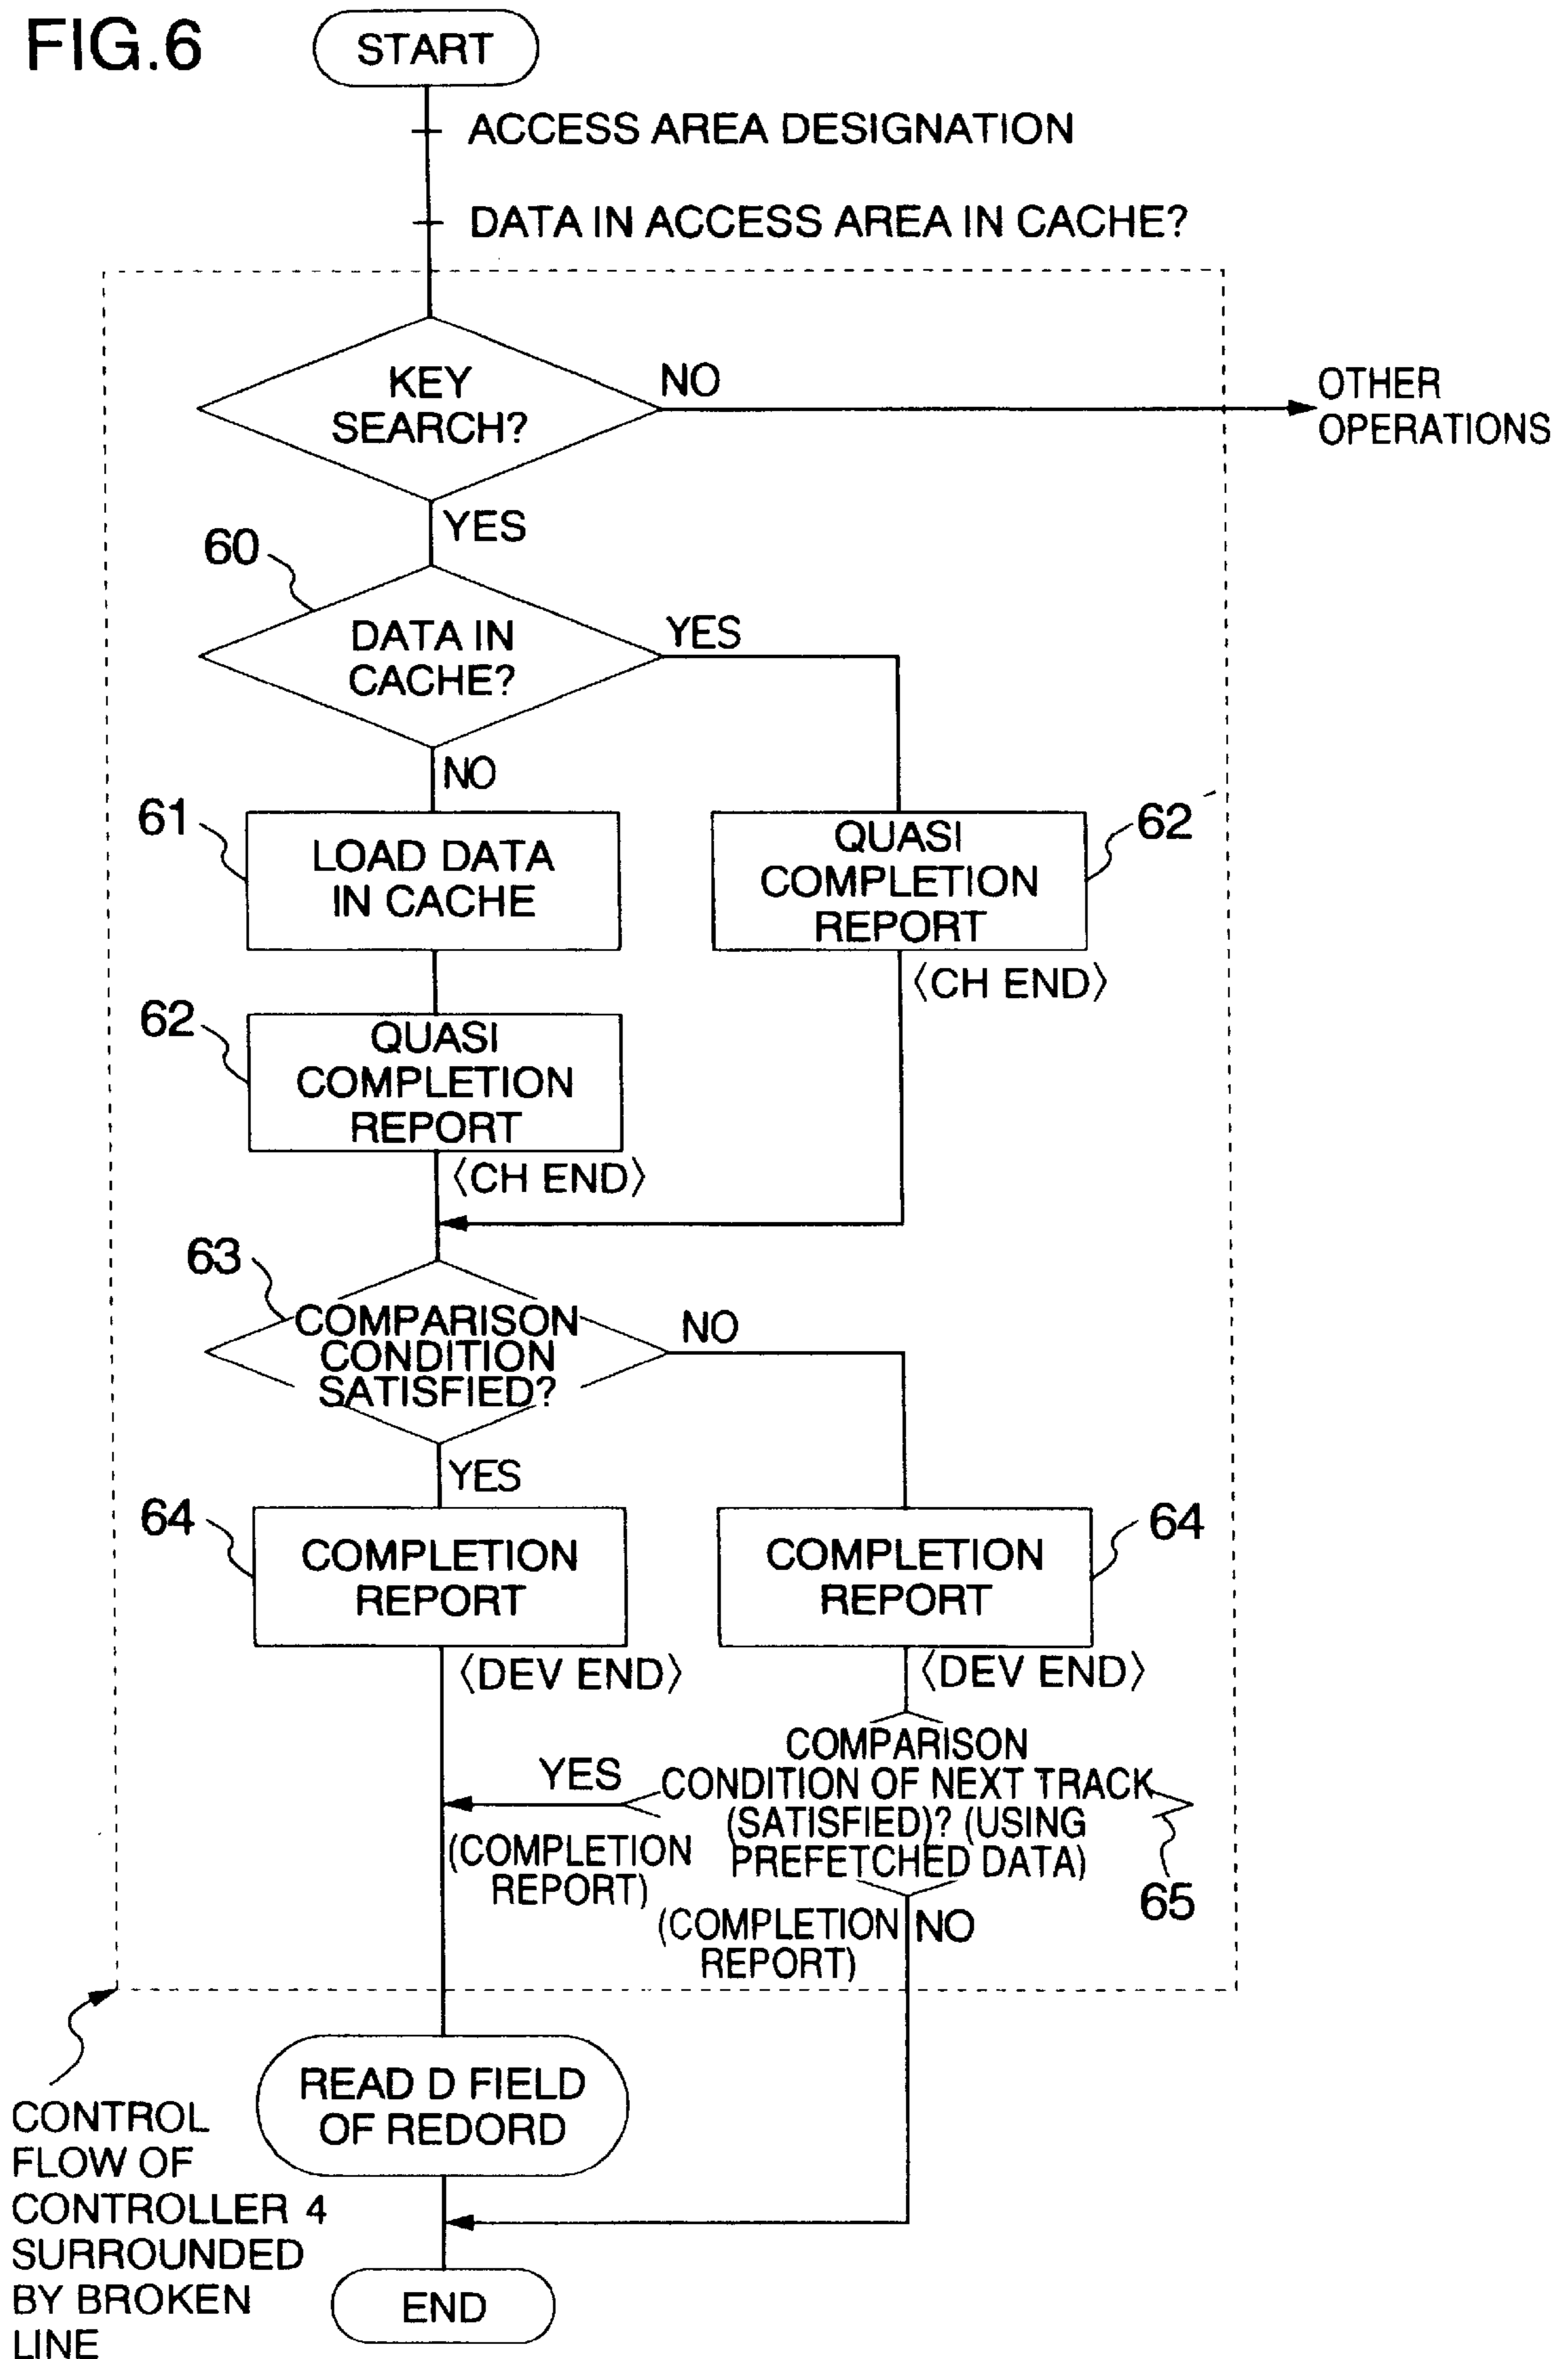 FIG.6
START
ACCESS AREA DESIGNATION
DATA IN ACCESS AREA IN CACHE?
KEY
SEARCH?
NO
OTHER
OPERATIONS
YES
60
DATA IN
CACHE?
YES
NO
61
LOAD DATA
IN CACHE
QUASI
COMPLETION
REPORT
62
〈CH END〉
62
QUASI
COMPLETION
REPORT
〈CH END〉
63
COMPARISON
CONDITION
SATISFIED?
NO
YES
64
COMPLETION
REPORT
〈DEV END〉
COMPLETION
REPORT
64
〈DEV END〉
COMPARISON
CONDITION OF NEXT TRACK
(SATISFIED)? (USING
PREFETCHED DATA)
65
YES
(COMPLETION
REPORT)
(COMPLETION
REPORT)
NO
READ D FIELD
OF REDORD
CONTROL
FLOW OF
CONTROLLER 4
SURROUNDED
BY BROKEN
LINE
END